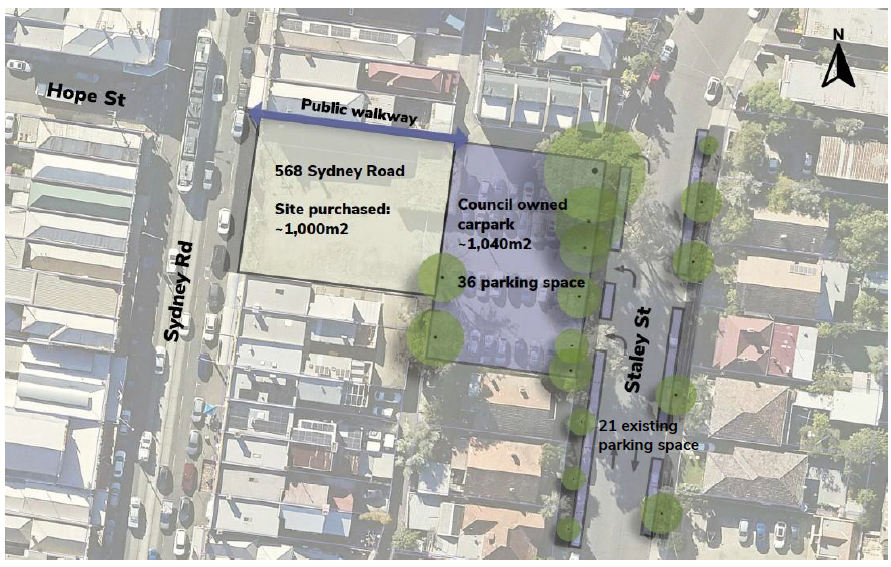 N
Hope St
Public walkway
568 Sydney Road
Site purchased:
~1,000m2
Council owned
carpark
~1,040m2
36 parking space
Sydney Rd
Staley St
21 existing
parking space